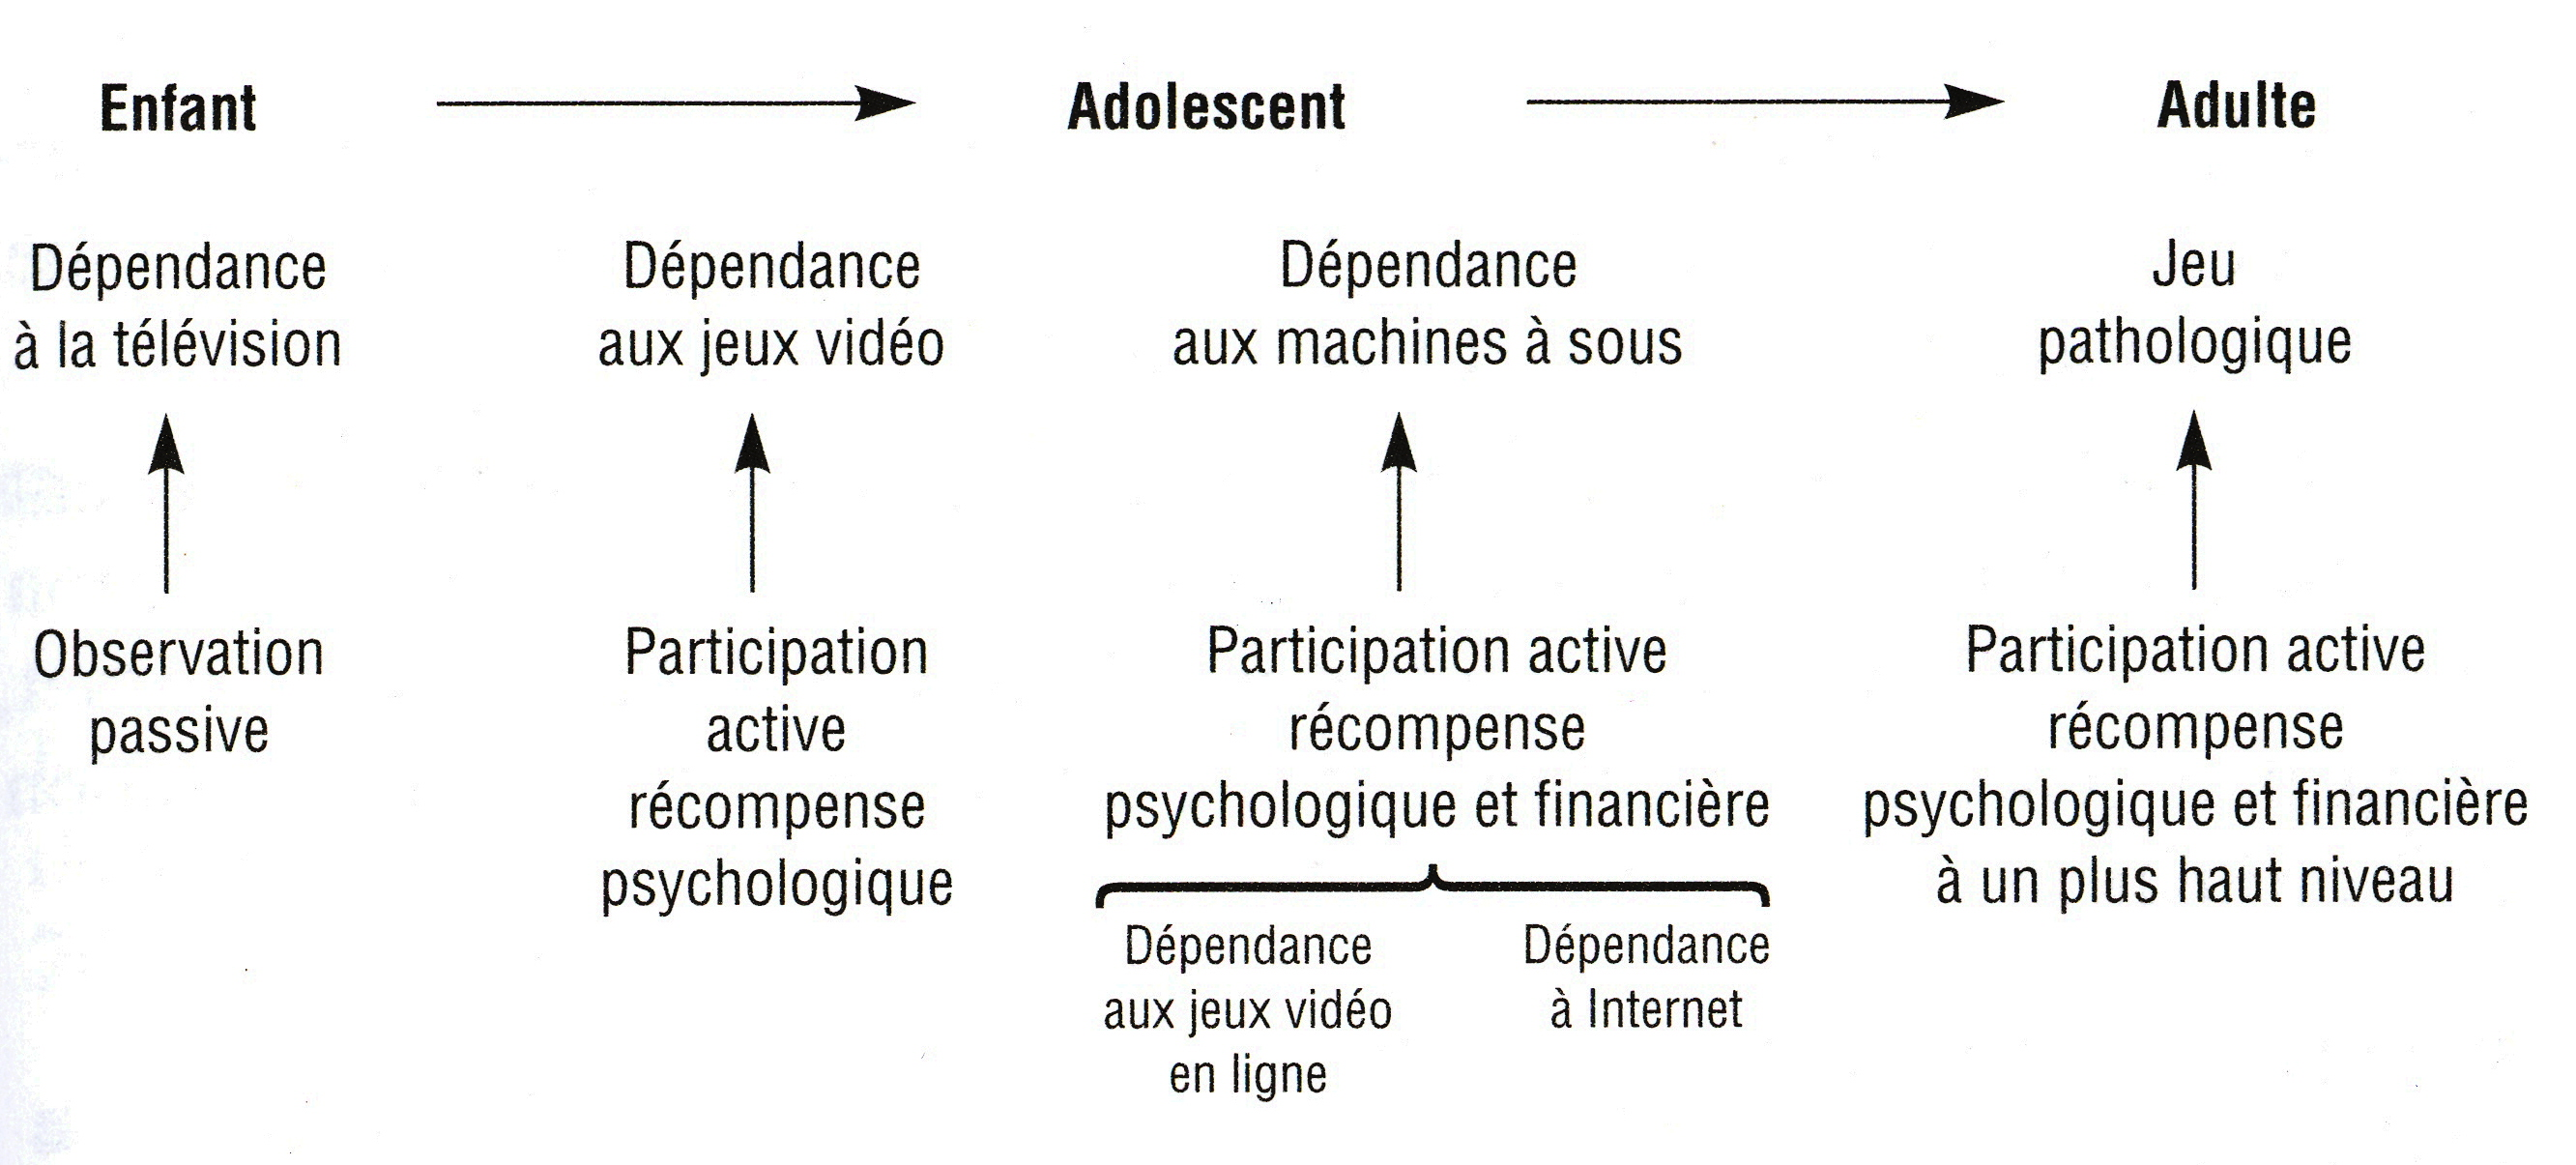 Enfant
Adolescent
Adulte
Dépendance
à la télévision
Dépendance
aux jeux vidéo
Dépendance
aux machines à sous
Jeu
pathologique
Observation
passive
Participation
active
récompense
psychologique
Participation active
récompense
psychologique et financière
Dépendance
aux jeux vidéo
en ligne
Dépendance
à Internet
Participation active
récompense
psychologique et financière
à un plus haut niveau